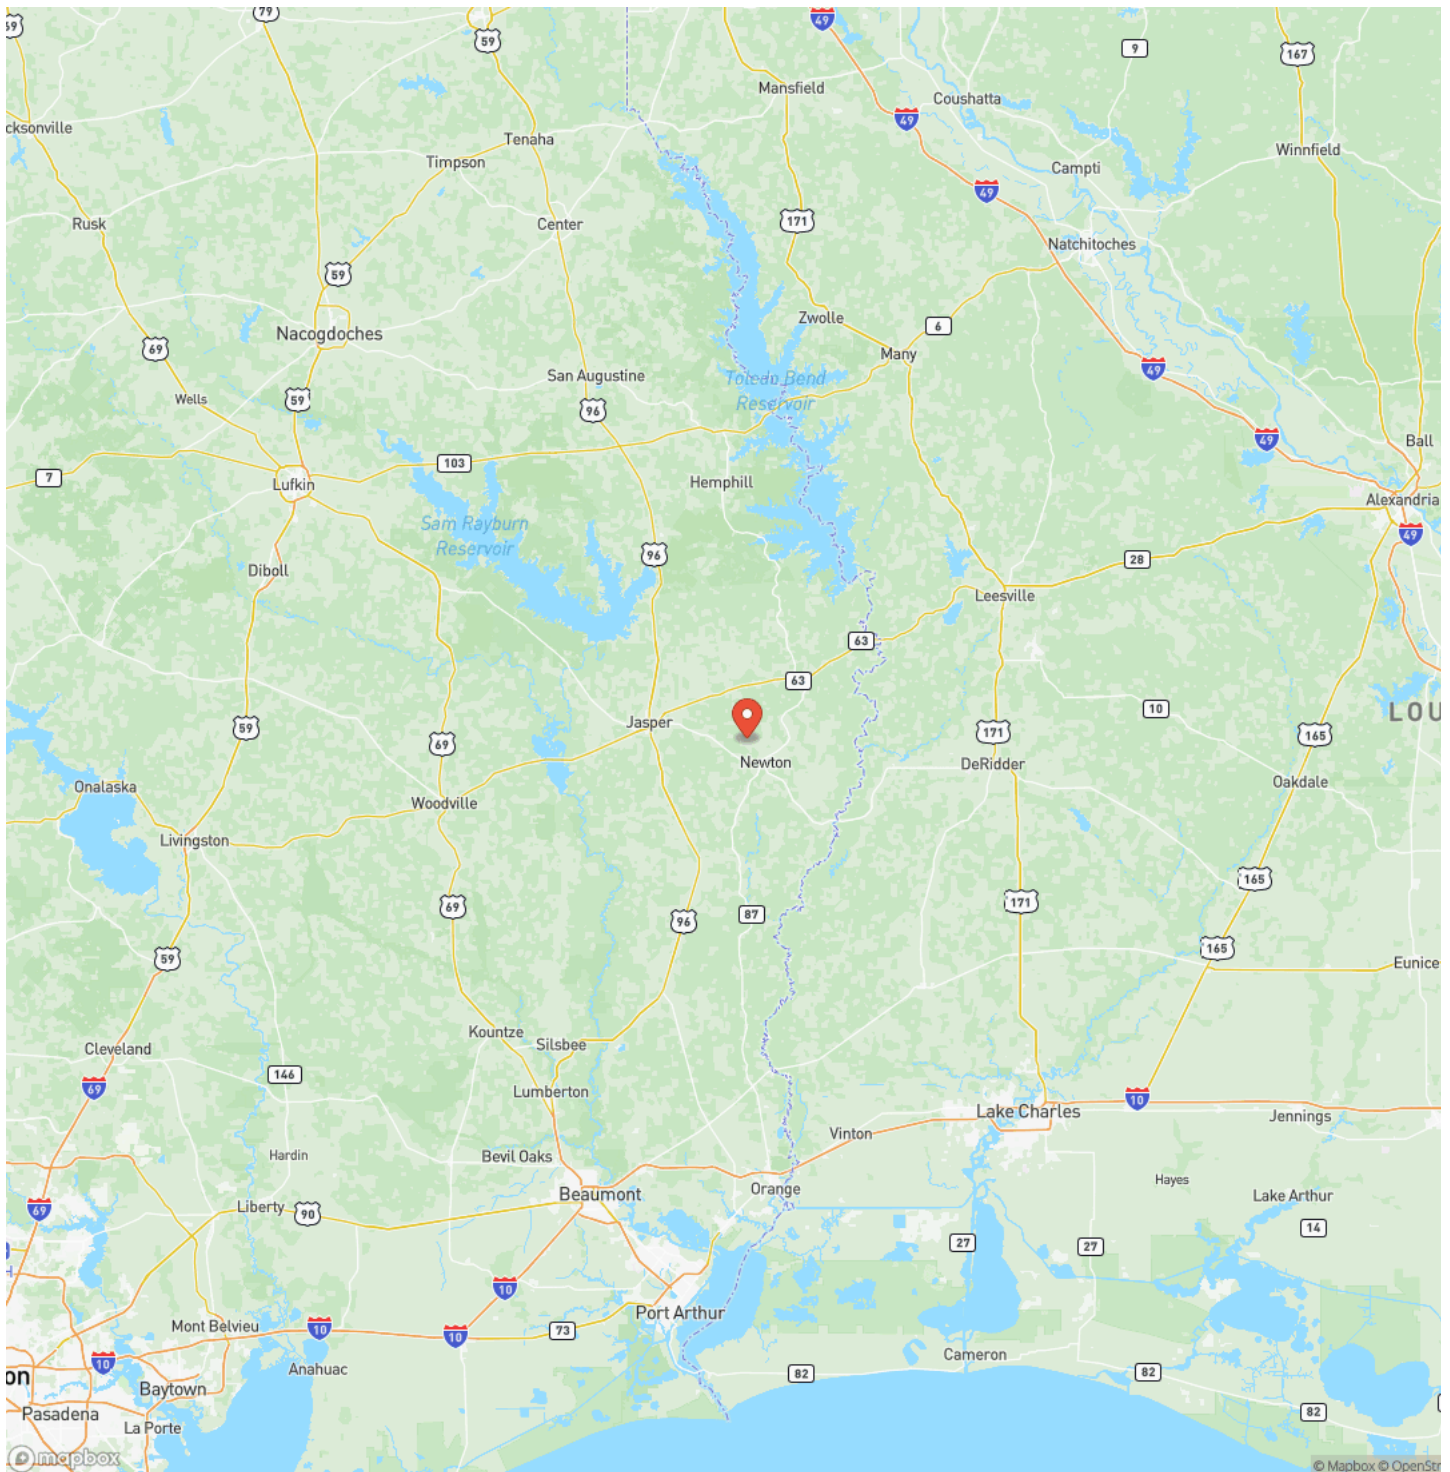 69
79
59
49
9
167
Mansfield
Coushatta
cksonville
Tenaha
49
Timpson
Winnfield
Campti
49
Rusk
Center
171
Natchitoches
59
Zwolle
6
Nacogdoches
69
Many
San Augustine
49
Toledo Bend
Reservoir
Wells
59
96
49
Ball
103
7
Lufkin
Hemphill
Alexandria
Sam Rayburn
Reservoir
49
96
28
Diboll
Leesville
63
63
10
LOU
Jasper
59
69
171
165
Newton
DeRidder
Onalaska
Oakdale
Woodville
Livingston
165
69
171
87
96
165
59
Eunice
Kountze
Silsbee
Cleveland
146
69
Lumberton
10
Lake Charles
Jennings
Vinton
Hardin
Bevil Oaks
Hayes
Orange
Beaumont
Lake Arthur
69
Liberty
90
14
27
27
10
Port Arthur
Mont Belvieu
10
73
10
Cameron
10
Anahuac
82
82
on
Baytown
Pasadena
82
La Porte
mapbox
© Mapbox © OpenStr